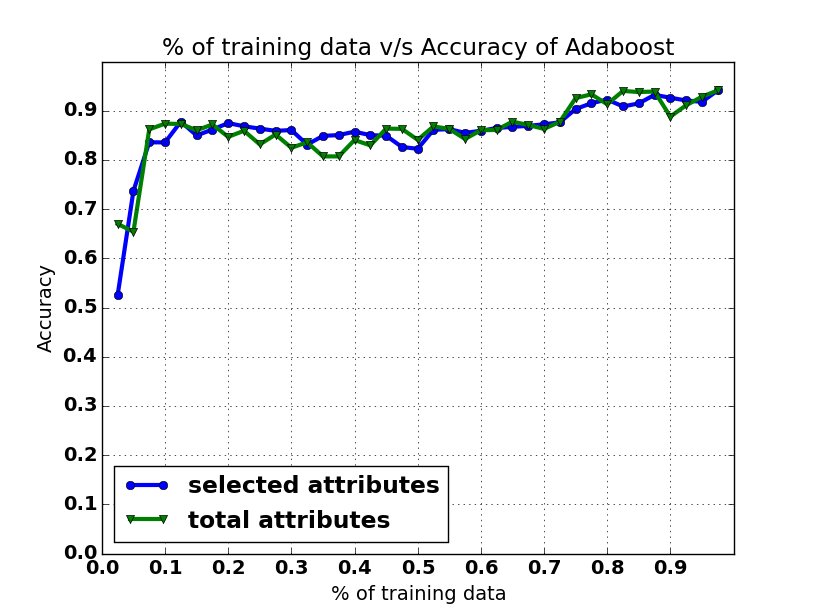 % of training data v/s Accuracy of Adaboost
Accuracy
0.9
0.8
0.7
0.6
0.5
0.4
0.3
0.2
0.1
0.0
selected attributes
total attributes
0.0 0.1 0.2 0.3 0.4 0.5 0.6 0.7 0.8 0.9
% of training data